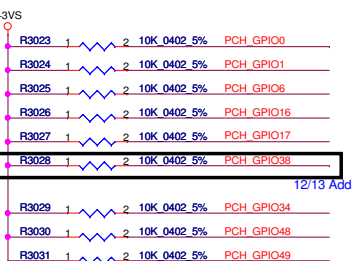 3VS
R3023 1 2 10K_0402_5% PCH_GPIO0
R3024 1 2 10K_0402_5% PCH_GPIO1
R3025 1 2 10K_0402_5% PCH_GPIO6
R3026 1 2 10K_0402_5% PCH_GPIO16
R3027 1 2 10K_0402_5% PCH_GPIO17
R3028 1 2 10K_0402_5% PCH_GPIO38
12/13 Add
R3029 1 2 10K_0402_5% PCH_GPIO34
R3030 1 2 10K_0402_5% PCH_GPIO48
R3031 1 2 10K_0402_5% PCH_GPIO49